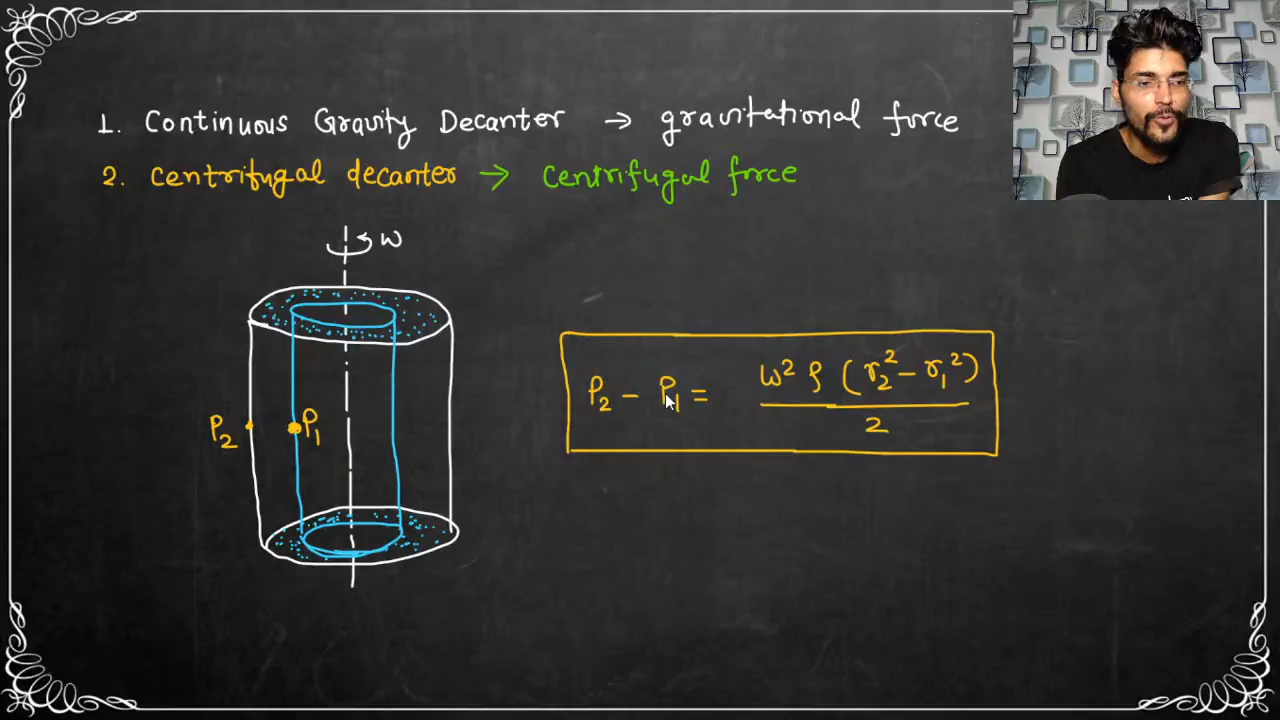 1. Continuous Gravity Decanter → gravitational force
2. Centrifugal decanter → Centrifugal force
ω
P₂ P₁
P₂ - P₁ = ω² ρ (r₂² - r₁²) / 2